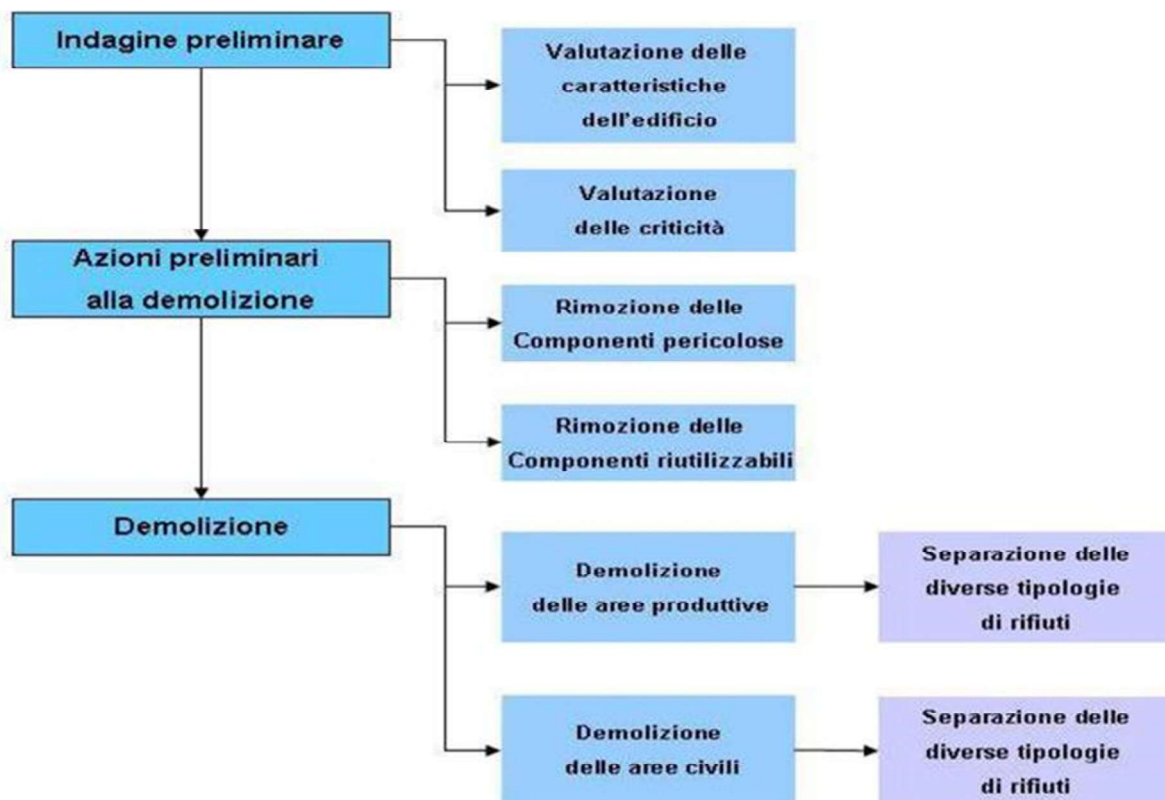 Indagine preliminare
Valutazione delle
caratteristiche
dell'edificio
Valutazione
delle criticità
Azioni preliminari
alla demolizione
Rimozione delle
Componenti pericolose
Rimozione delle
Componenti riutilizzabili
Demolizione
Demolizione
delle aree produttive
Separazione delle
diverse tipologie
di rifiuti
Demolizione
delle aree civili
Separazione delle
diverse tipologie
di rifiuti